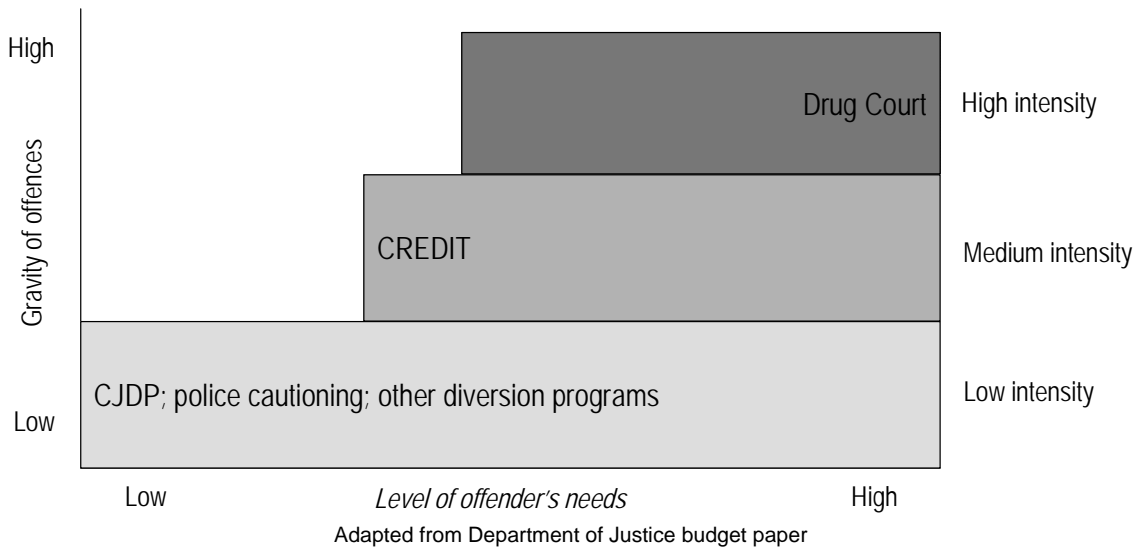 High
Drug Court
High intensity
Gravity of offences
CREDIT
Medium intensity
CJDP; police cautioning; other diversion programs
Low intensity
Low
Low
Level of offender's needs
High
Adapted from Department of Justice budget paper